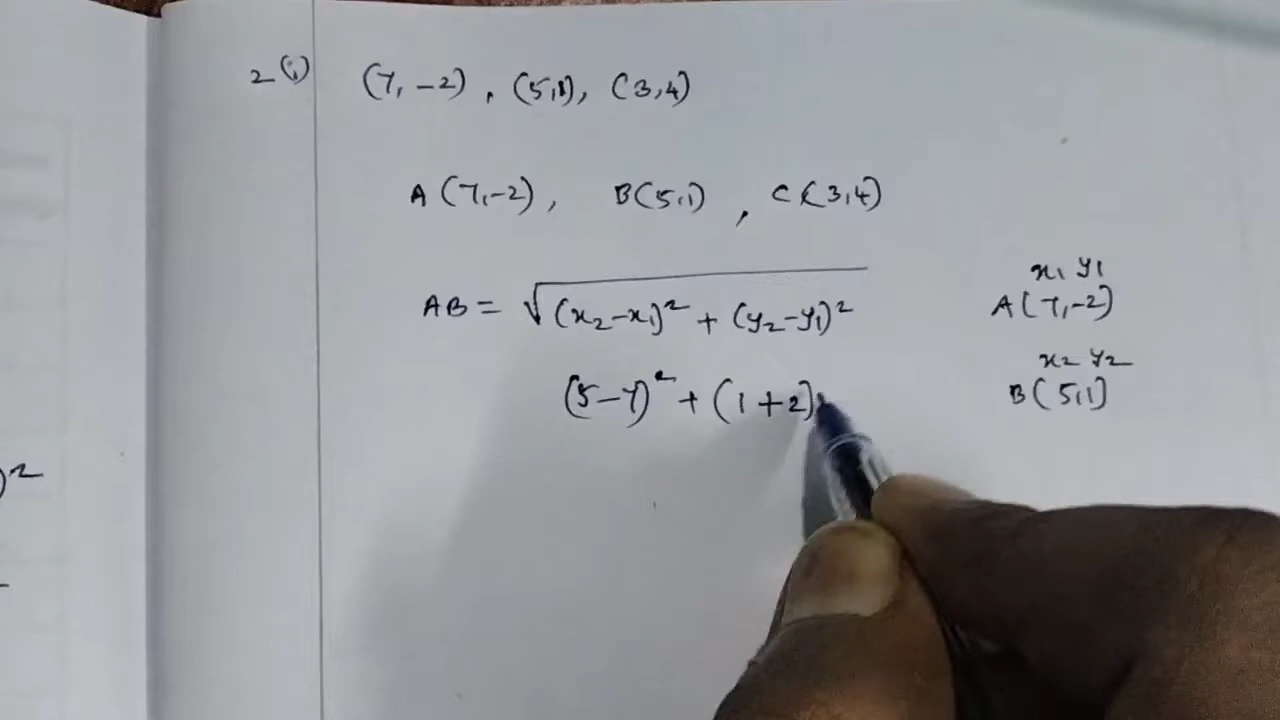 2 (i) (7, -2), (5,1), (3,4)
A (7,-2), B(5,1), C(3,4)
x₁ y₁
AB = √(x₂-x₁)² + (y₂-y₁)² A(7,-2)
x₂ y₂
(5-7)² + (1+2) B(5,1)
)²